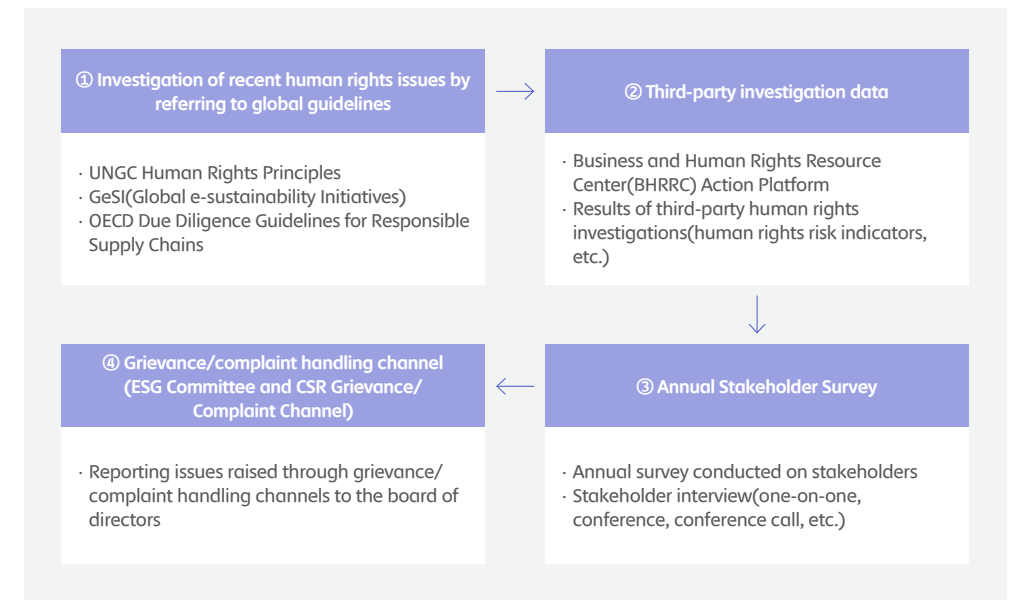 ① Investigation of recent human rights issues by
referring to global guidelines
· UNGC Human Rights Principles
· GeSI(Global e-sustainability Initiatives)
· OECD Due Diligence Guidelines for Responsible
Supply Chains
② Third-party investigation data
· Business and Human Rights Resource
Center(BHRRC) Action Platform
· Results of third-party human rights
investigations(human rights risk indicators,
etc.)
③ Annual Stakeholder Survey
· Annual survey conducted on stakeholders
· Stakeholder interview(one-on-one,
conference, conference call, etc.)
④ Grievance/complaint handling channel
(ESG Committee and CSR Grievance/
Complaint Channel)
· Reporting issues raised through grievance/
complaint handling channels to the board of
directors